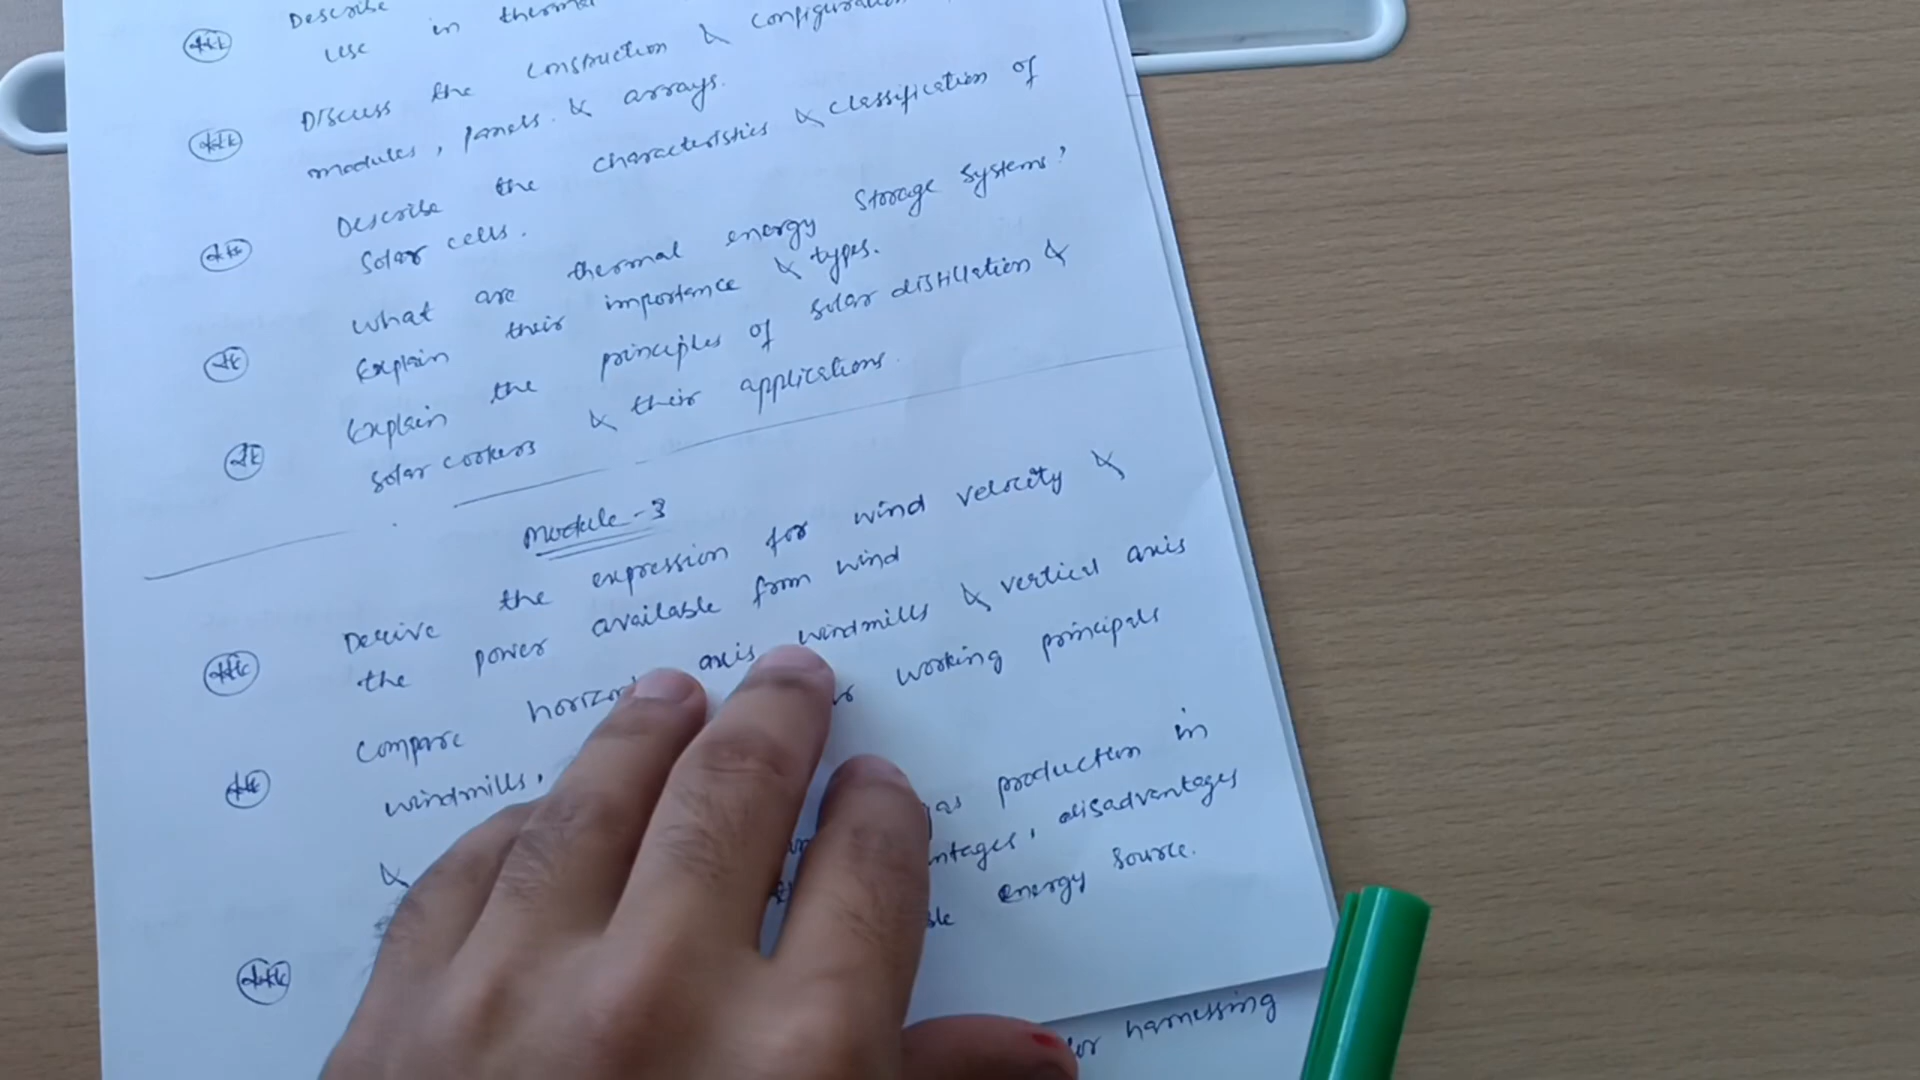 Describe
use in thermal
Discuss the construction & configuration
modules, panels & arrays.
Describe the characteristics & classification of
solar cells.
What are thermal energy storage systems?
Explain their importance & types.
Explain the principles of solar distillation &
solar cookers & their applications.
Module - 3
Derive the expression for wind velocity &
the power available from wind
Compare axis windmills & vertical axis
windmills, working principals
& production in
disadvantages
energy source.
harnessing